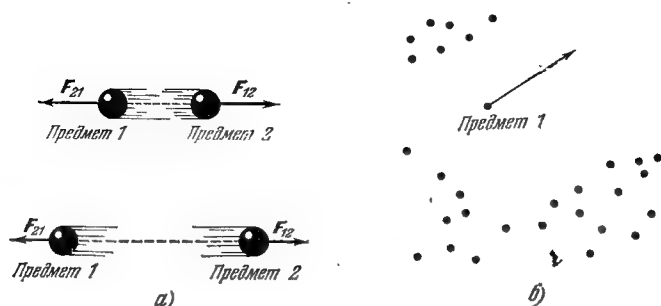 F₂₁ F₁₂
Предмет 1 Предмет 2
F₂₁ F₁₂
Предмет 1 Предмет 2
а)
Предмет 1
б)